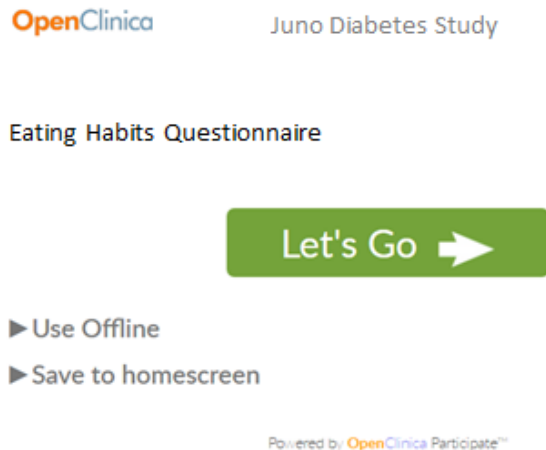 OpenClinica
Juno Diabetes Study
Eating Habits Questionnaire
Let's Go
Use Offline
Save to homescreen
Powered by OpenClinica Participate™